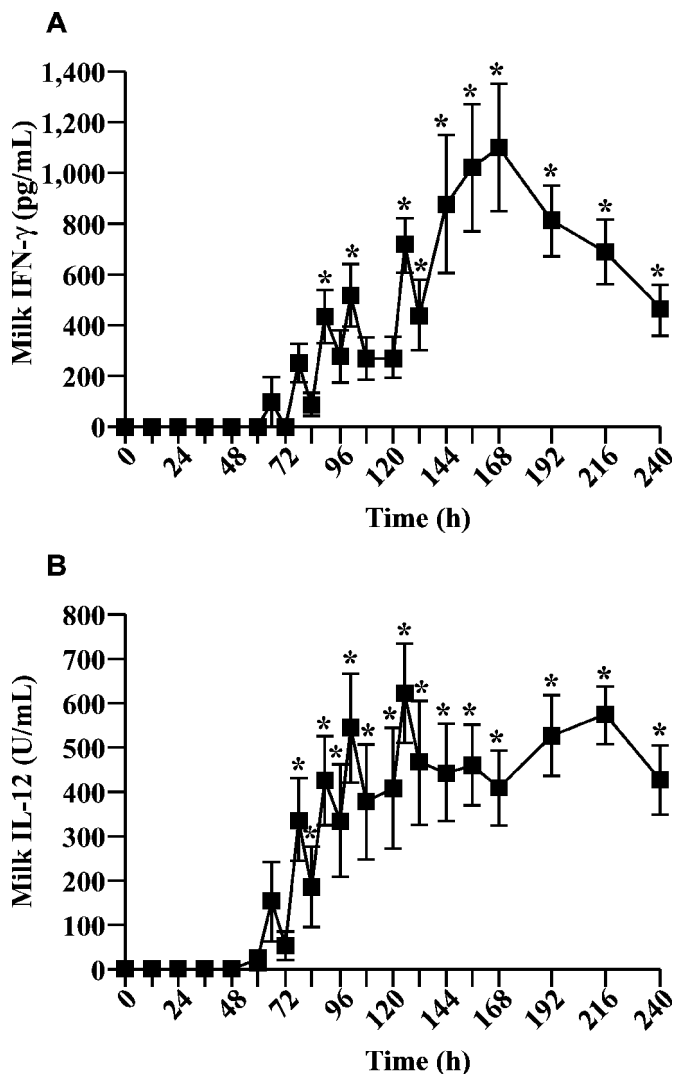 A
1,400
1,200
1,000
800
600
400
200
0
Milk IFN-γ (pg/mL)
* * * * * * * * * *
0 24 48 72 96 120 144 168 192 216 240
Time (h)
B
800
700
600
500
400
300
200
100
0
Milk IL-12 (U/mL)
* * * * * * * * * * * * * * *
0 24 48 72 96 120 144 168 192 216 240
Time (h)